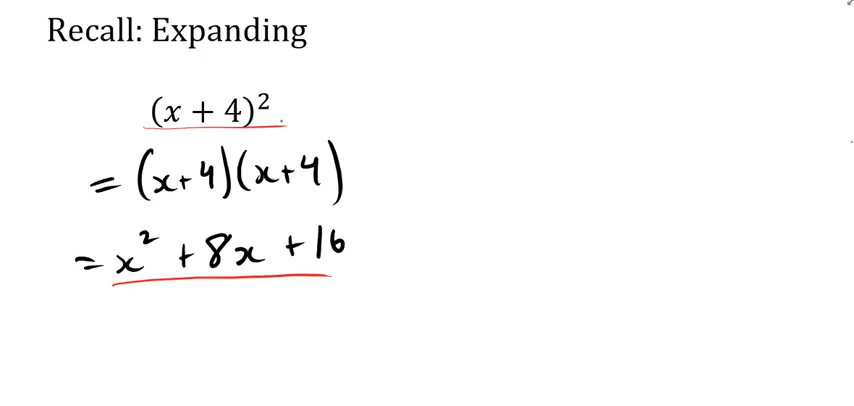 Recall: Expanding
(x + 4)²
= (x+4)(x+4)
= x² + 8x + 16